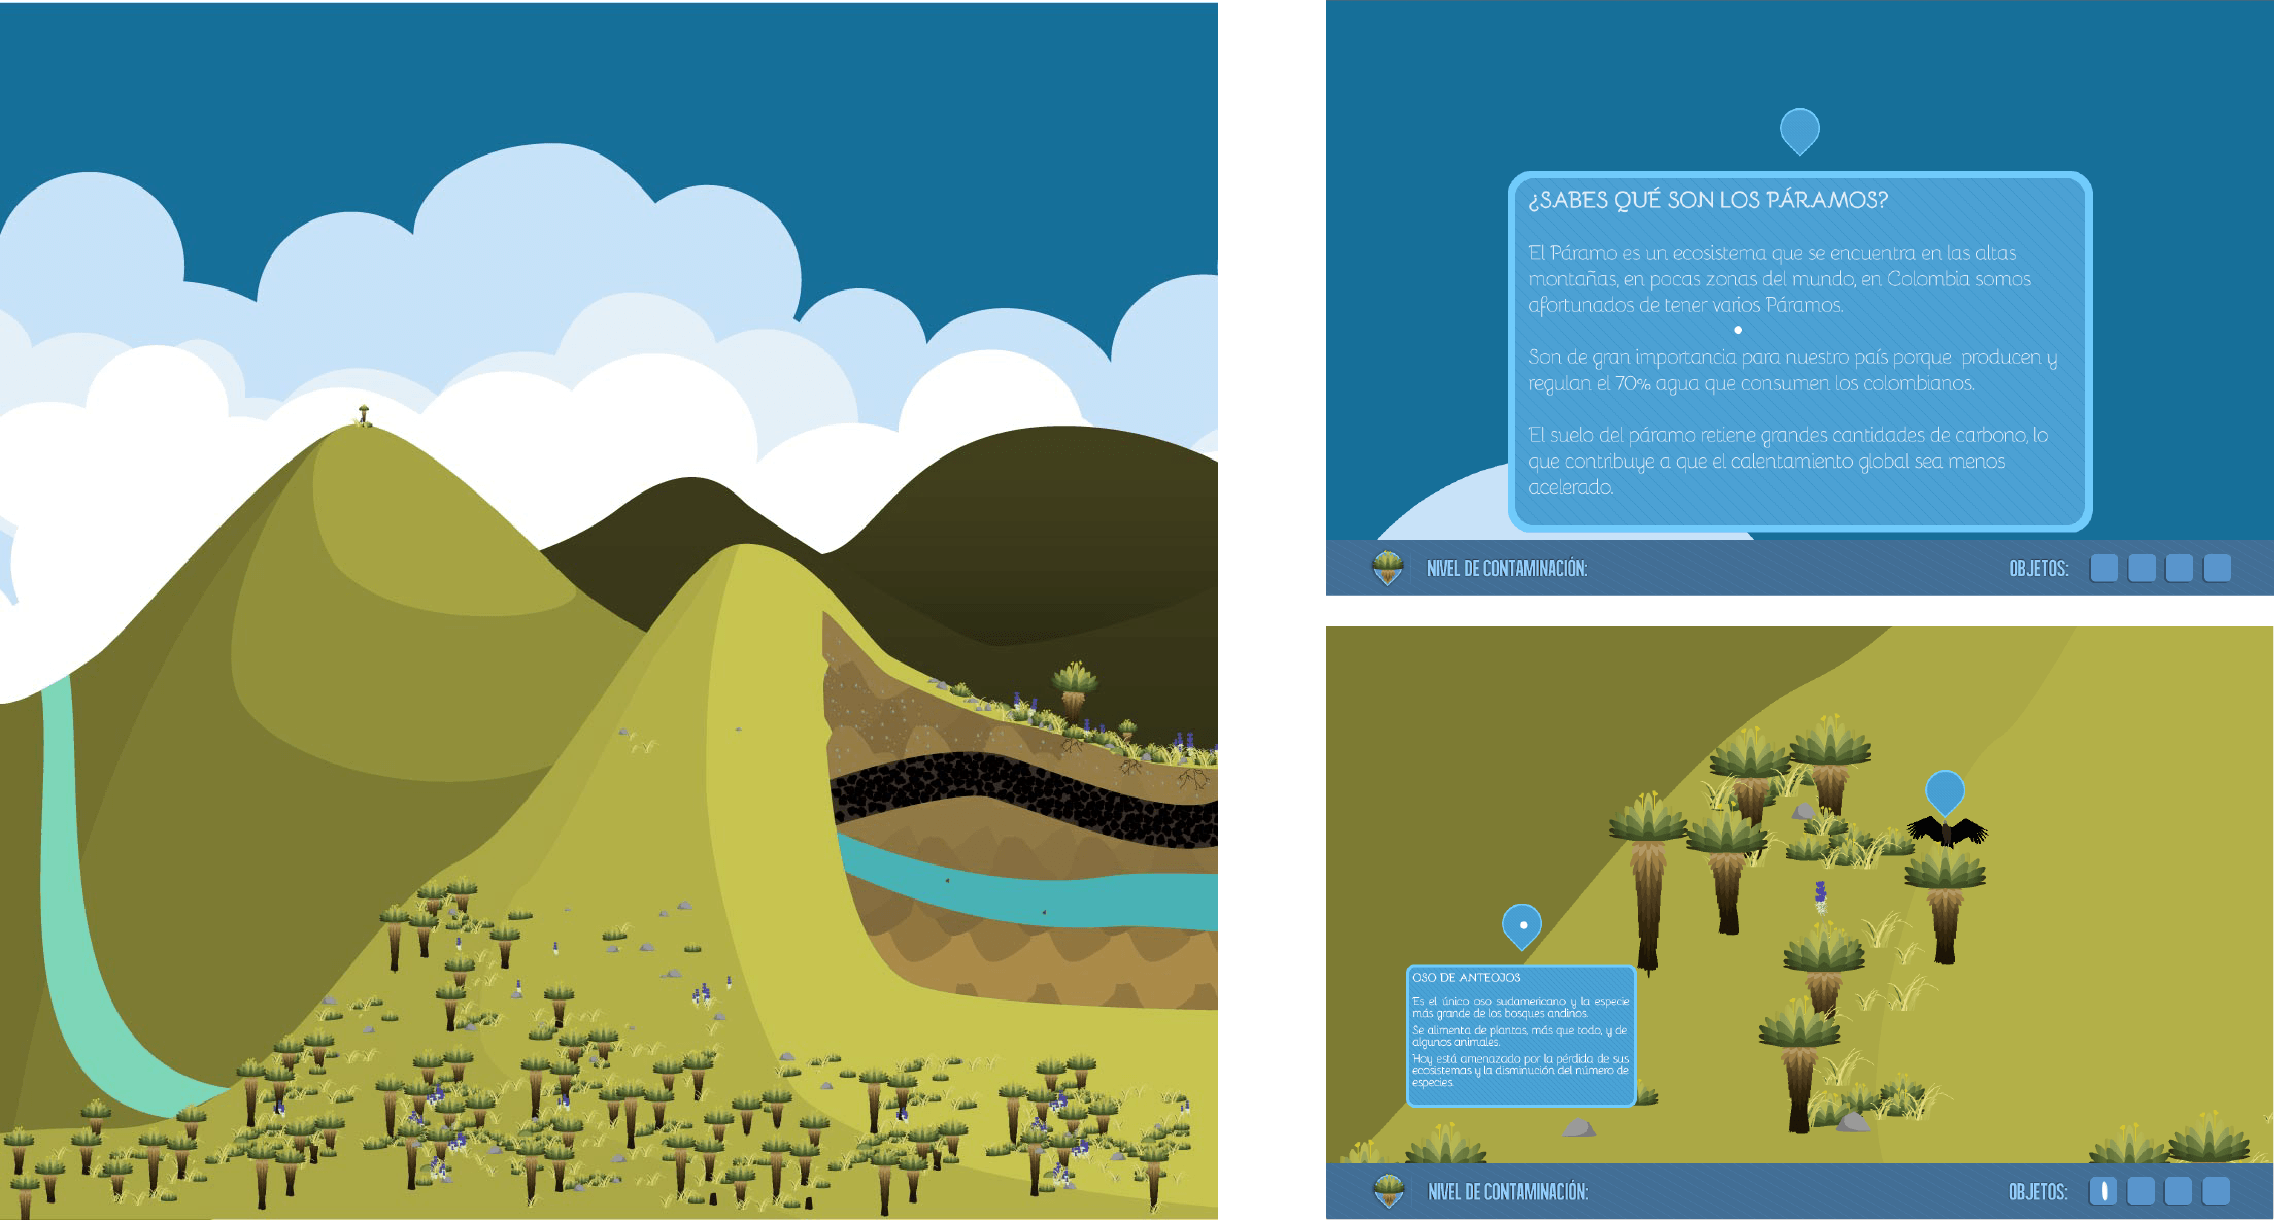 ¿SABES QUÉ SON LOS PÁRAMOS?
El Páramo es un ecosistema que se encuentra en las altas
montañas, en pocas zonas del mundo, en Colombia somos
afortunados de tener varios Páramos.
Son de gran importancia para nuestro país porque producen y
regulan el 70% agua que consumen los colombianos.
El suelo del páramo retiene grandes cantidades de carbono, lo
que contribuye a que el calentamiento global sea menos
acelerado.
NIVEL DE CONTAMINACIÓN:
OBJETOS:
OSO DE ANTEOJOS
Es el único oso sudamericano y la especie
más grande de los bosques andinos.
Se alimenta de plantas, más que todo, y de
algunos animales.
Hoy está amenazado por la pérdida de sus
ecosistemas y la disminución del número de
especies.
NIVEL DE CONTAMINACIÓN:
OBJETOS: